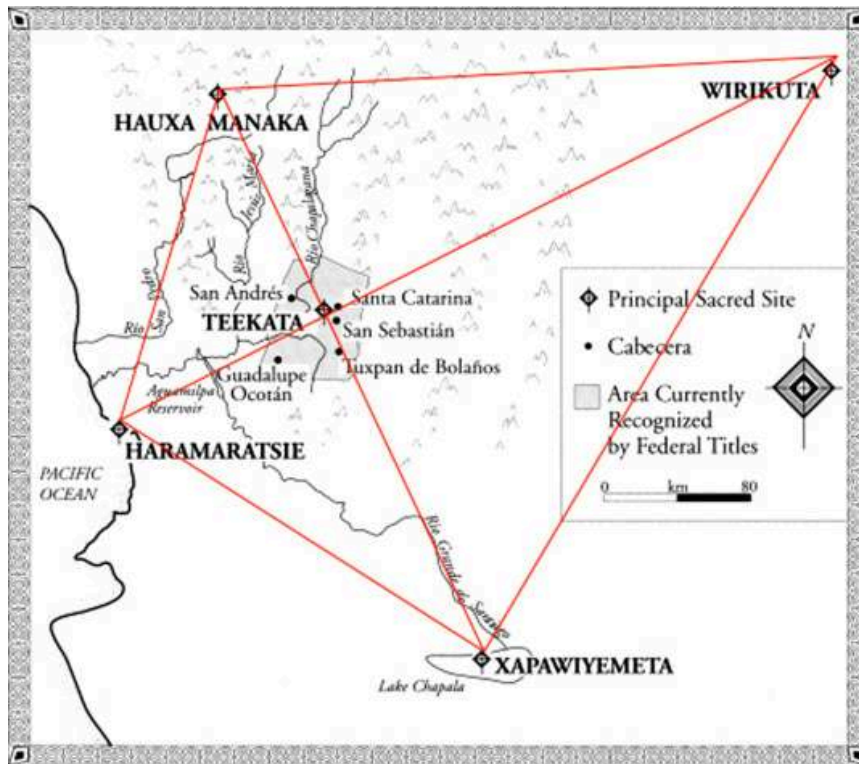 WIRIKUTA
HAUXA MANAKA
Río Jesús María
Río Chapalagana
Río San Pedro
San Andrés
Santa Catarina
TEEKATA
San Sebastián
Tuxpan de Bolaños
Guadalupe
Ocotán
Aguamilpa
Reservoir
HARAMARATSIE
PACIFIC
OCEAN
Río Grande de Santiago
XAPAWIYEMETA
Lake Chapala
Principal Sacred Site
Cabecera
Area Currently
Recognized
by Federal Titles
N
0 km 80